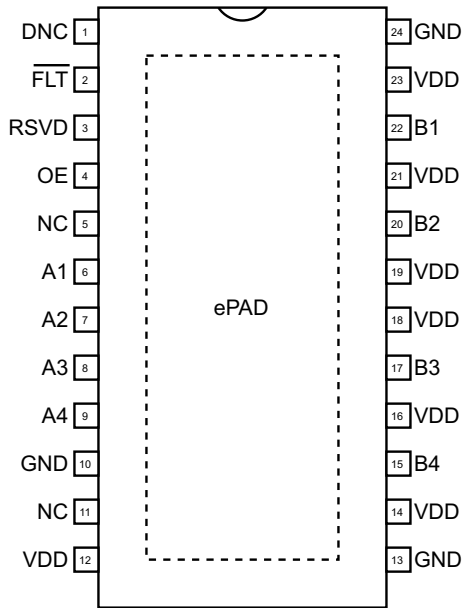 DNC 1 24 GND
FLT 2 23 VDD
RSVD 3 22 B1
OE 4 21 VDD
NC 5 20 B2
A1 6 19 VDD
A2 7 ePAD 18 VDD
A3 8 17 B3
A4 9 16 VDD
GND 10 15 B4
NC 11 14 VDD
VDD 12 13 GND